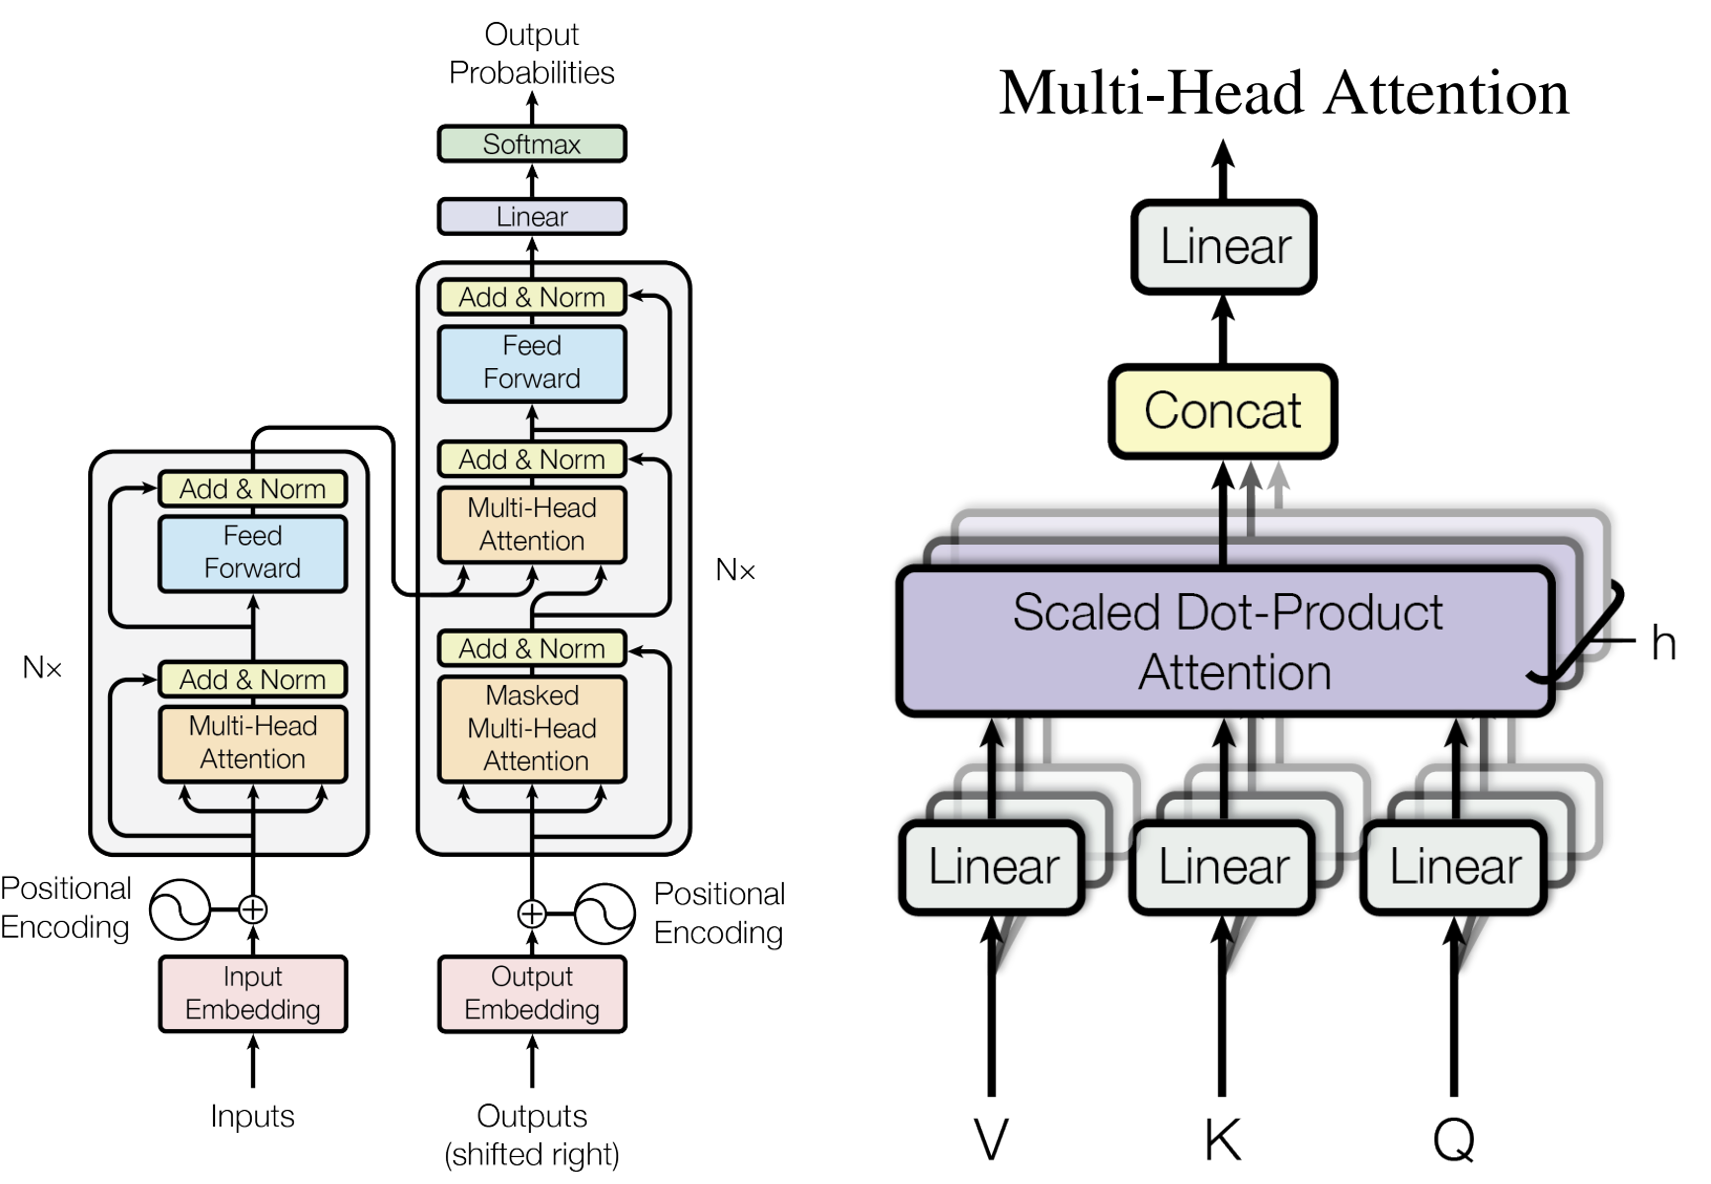 Output
Probabilities
Softmax
Linear
Add & Norm
Feed
Forward
Add & Norm
Multi-Head
Attention
Nx
Add & Norm
Masked
Multi-Head
Attention
Positional
Encoding
Output
Embedding
Outputs
(shifted right)
Add & Norm
Feed
Forward
Nx
Add & Norm
Multi-Head
Attention
Positional
Encoding
Input
Embedding
Inputs
Multi-Head Attention
Linear
Concat
Scaled Dot-Product
Attention
h
Linear Linear Linear
V K Q